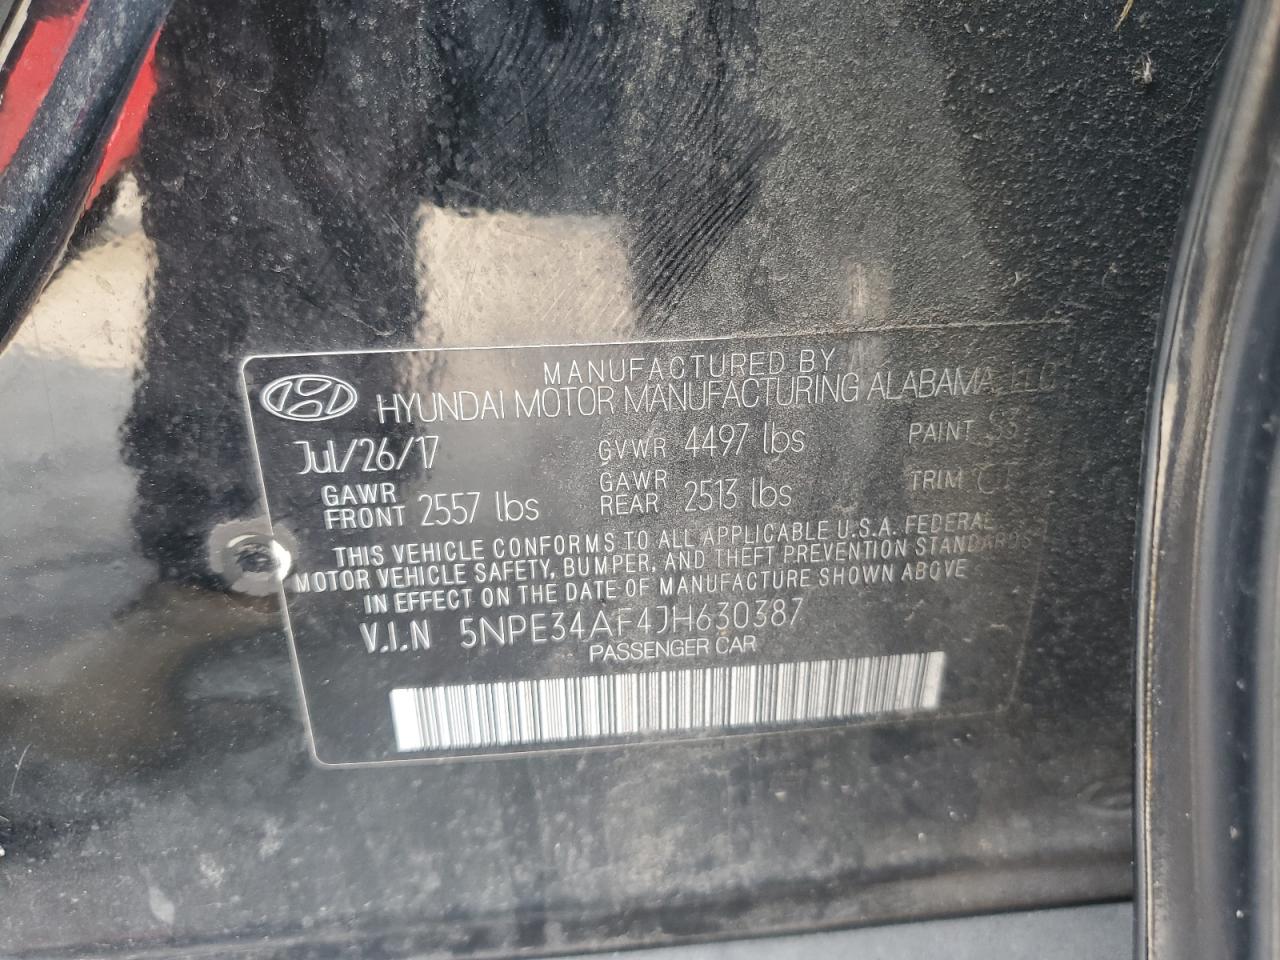 MANUFACTURED BY
HYUNDAI MOTOR MANUFACTURING ALABAMA, LLC
Jul/26/17 GVWR 4497 lbs PAINT S3
GAWR FRONT 2557 lbs GAWR REAR 2513 lbs TRIM
THIS VEHICLE CONFORMS TO ALL APPLICABLE U.S.A. FEDERAL
MOTOR VEHICLE SAFETY, BUMPER, AND THEFT PREVENTION STANDARDS
IN EFFECT ON THE DATE OF MANUFACTURE SHOWN ABOVE
V.I.N 5NPE34AF4JH630387
PASSENGER CAR